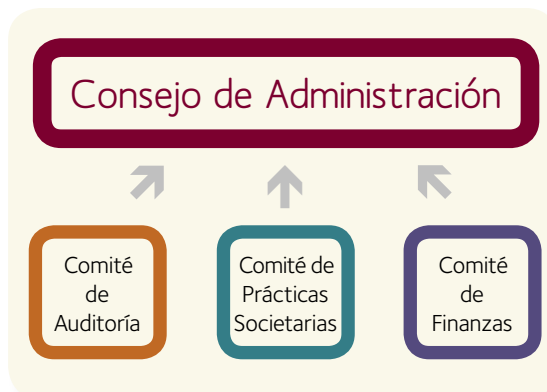 Consejo de Administración
Comité
de
Auditoría
Comité de
Prácticas
Societarias
Comité
de
Finanzas